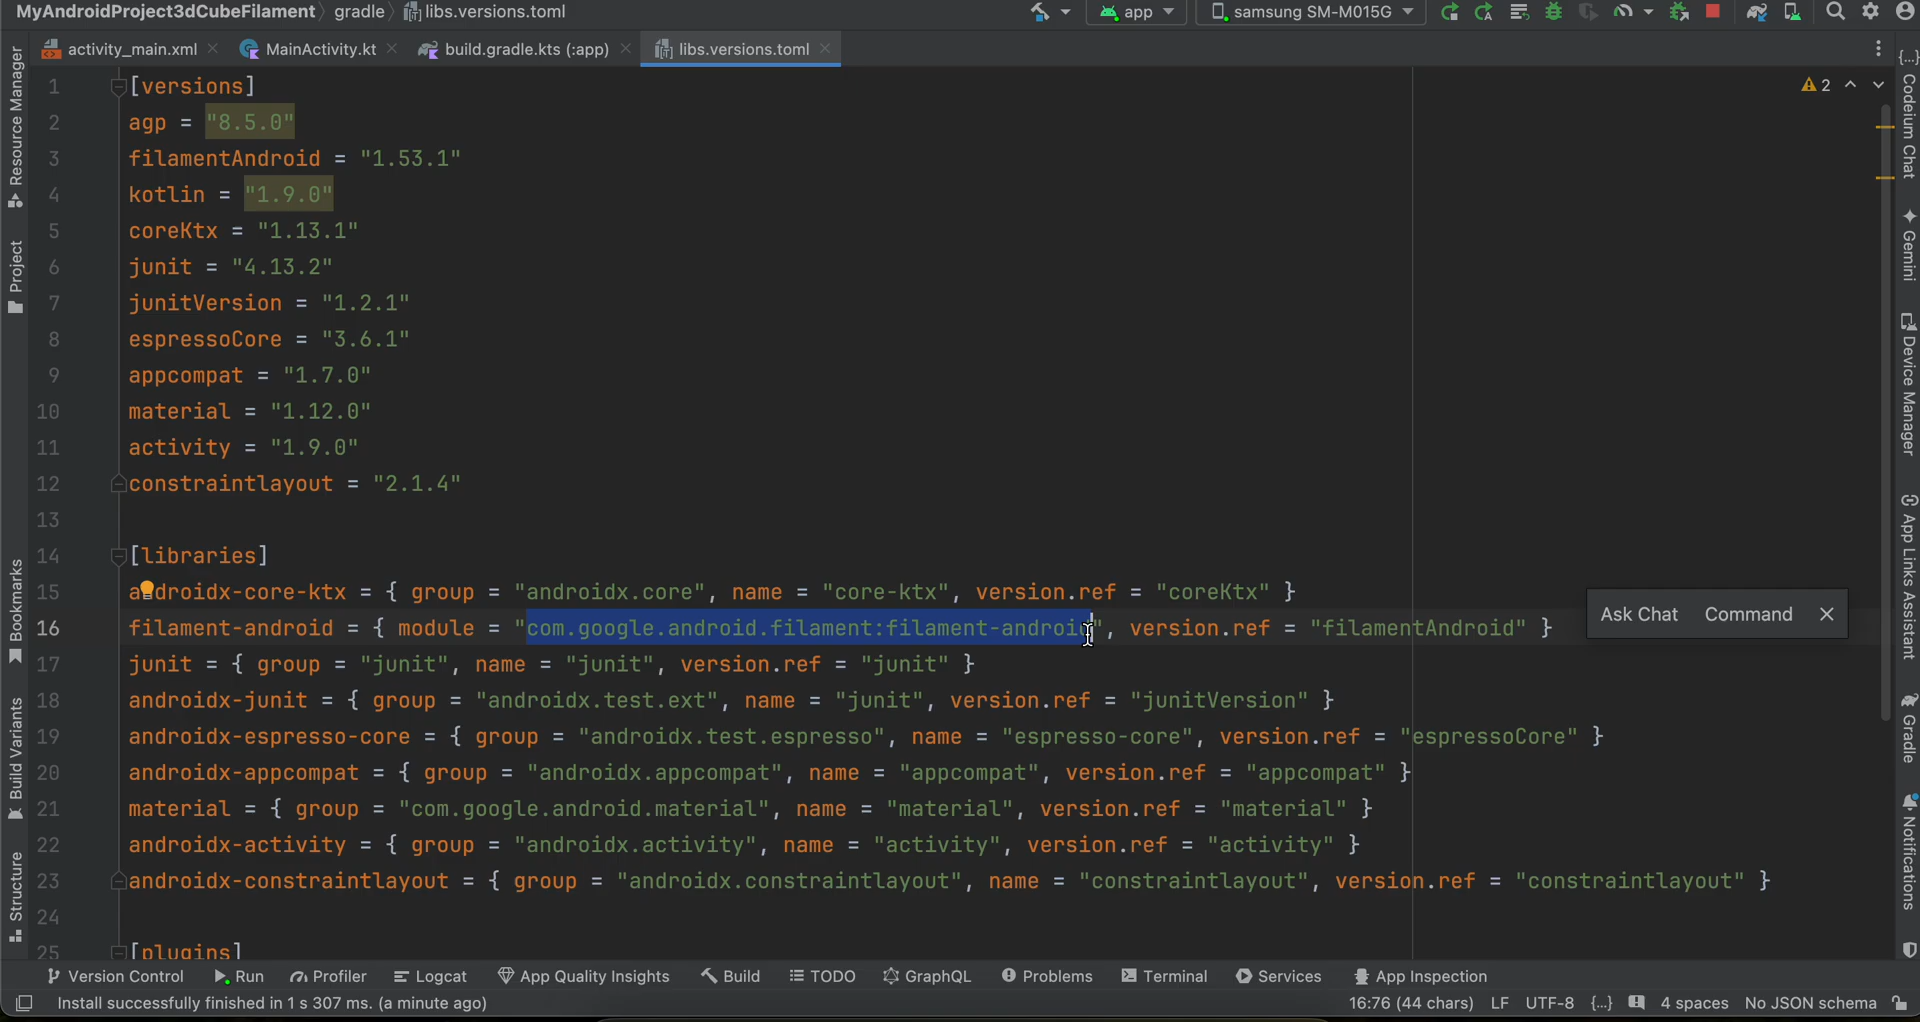 MyAndroidProject3dCubeFilament gradle libs.versions.toml app samsung SM-M015G
activity_main.xml MainActivity.kt build.gradle.kts (:app) libs.versions.toml
1 [versions] 2
2 agp = "8.5.0"
3 filamentAndroid = "1.53.1"
4 kotlin = "1.9.0"
5 coreKtx = "1.13.1"
6 junit = "4.13.2"
7 junitVersion = "1.2.1"
8 espressoCore = "3.6.1"
9 appcompat = "1.7.0"
10 material = "1.12.0"
11 activity = "1.9.0"
12 constraintlayout = "2.1.4"
13
14 [libraries]
15 androidx-core-ktx = { group = "androidx.core", name = "core-ktx", version.ref = "coreKtx" }
16 filament-android = { module = "com.google.android.filament:filament-android", version.ref = "filamentAndroid" }
Ask Chat Command
17 junit = { group = "junit", name = "junit", version.ref = "junit" }
18 androidx-junit = { group = "androidx.test.ext", name = "junit", version.ref = "junitVersion" }
19 androidx-espresso-core = { group = "androidx.test.espresso", name = "espresso-core", version.ref = "espressoCore" }
20 androidx-appcompat = { group = "androidx.appcompat", name = "appcompat", version.ref = "appcompat" }
21 material = { group = "com.google.android.material", name = "material", version.ref = "material" }
22 androidx-activity = { group = "androidx.activity", name = "activity", version.ref = "activity" }
23 androidx-constraintlayout = { group = "androidx.constraintlayout", name = "constraintlayout", version.ref = "constraintlayout" }
24
25 [plugins]
Resource Manager
Project
Bookmarks
Build Variants
Structure
{...}
Codeium Chat
Gemini
Device Manager
App Links Assistant
Gradle
Notifications
Version Control Run Profiler Logcat App Quality Insights Build TODO GraphQL Problems Terminal Services App Inspection
Install successfully finished in 1 s 307 ms. (a minute ago) 16:76 (44 chars) LF UTF-8 {...} 4 spaces No JSON schema